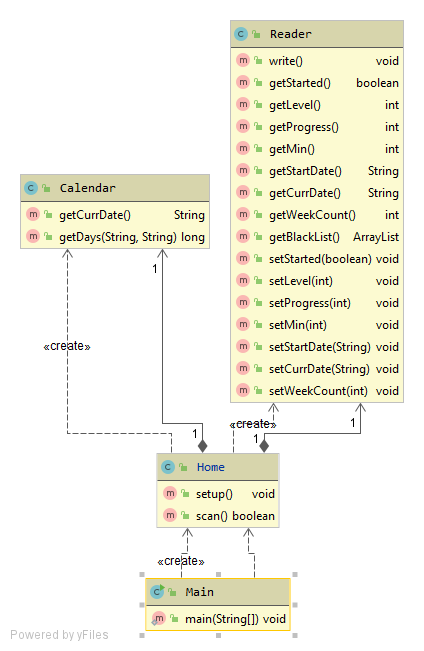 Reader
write() void
getStarted() boolean
getLevel() int
getProgress() int
getMin() int
getStartDate() String
getCurrDate() String
getWeekCount() int
getBlackList() ArrayList
setStarted(boolean) void
setLevel(int) void
setProgress(int) void
setMin(int) void
setStartDate(String) void
setCurrDate(String) void
setWeekCount(int) void
Calendar
getCurrDate() String
getDays(String, String) long
1
«create»
«create»
1
1
1
Home
setup() void
scan() boolean
«create»
Main
main(String[]) void
Powered by yFiles